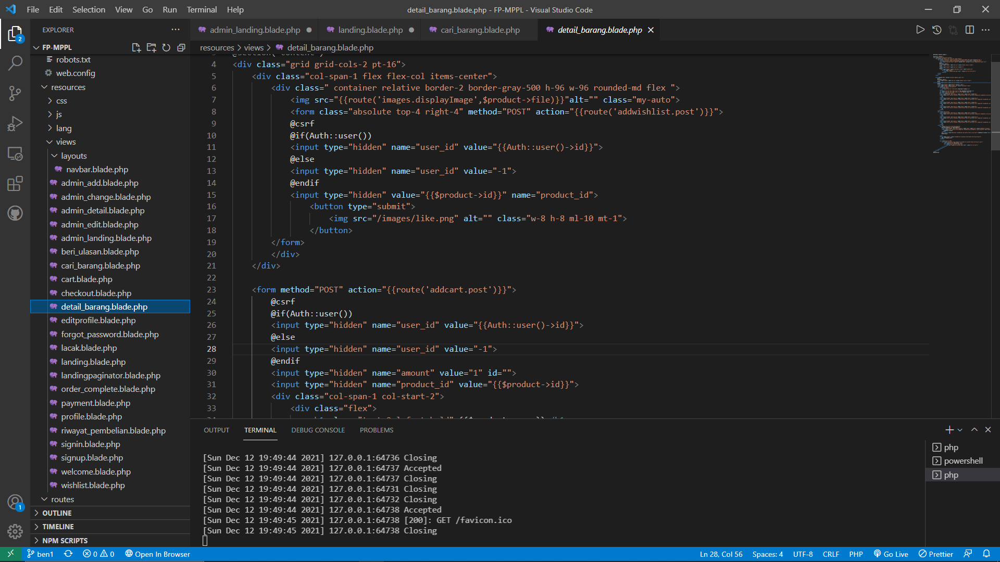 File Edit Selection View Go Run Terminal Help
detail_barang.blade.php - FP-MPPL - Visual Studio Code
EXPLORER
admin_landing.blade.php
landing.blade.php
cari_barang.blade.php
detail_barang.blade.php
FP-MPPL
resources > views > detail_barang.blade.php
2
robots.txt
web.config
resources
css
js
lang
views
layouts
navbar.blade.php
admin_add.blade.php
admin_change.blade.php
admin_detail.blade.php
admin_edit.blade.php
admin_landing.blade.php
beri_ulasan.blade.php
cari_barang.blade.php
cart.blade.php
checkout.blade.php
detail_barang.blade.php
editprofile.blade.php
forgot_password.blade.php
lacak.blade.php
landing.blade.php
landingpaginator.blade.php
order_complete.blade.php
payment.blade.php
profile.blade.php
riwayat_pembelian.blade.php
signin.blade.php
signup.blade.php
welcome.blade.php
wishlist.blade.php
routes
OUTLINE
TIMELINE
NPM SCRIPTS
1
4 <div class="grid grid-cols-2 pt-16">
5 <div class="col-span-1 flex flex-col items-center">
6 <div class=" container relative border-2 border-gray-500 h-96 w-96 rounded-md flex ">
7 <img src="{{route('images.displayImage',$product->file)}}"alt="" class="my-auto">
8 <form class="absolute top-4 right-4" method="POST" action="{{route('addwishlist.post')}}">
9 @csrf
10 @if(Auth::user())
11 <input type="hidden" name="user_id" value="{{Auth::user()->id}}">
12 @else
13 <input type="hidden" name="user_id" value="-1">
14 @endif
15 <input type="hidden" value="{{$product->id}}" name="product_id">
16 <button type="submit">
17 <img src="/images/like.png" alt="" class="w-8 h-8 ml-10 mt-1">
18 </button>
19 </form>
20 </div>
21 </div>
22
23 <form method="POST" action="{{route('addcart.post')}}">
24 @csrf
25 @if(Auth::user())
26 <input type="hidden" name="user_id" value="{{Auth::user()->id}}">
27 @else
28 <input type="hidden" name="user_id" value="-1">
29 @endif
30 <input type="hidden" name="amount" value="1" id="">
31 <input type="hidden" name="product_id" value="{{$product->id}}">
32 <div class="col-span-1 col-start-2">
33 <div class="flex">
OUTPUT TERMINAL DEBUG CONSOLE PROBLEMS
[Sun Dec 12 19:49:44 2021] 127.0.0.1:64736 Closing
[Sun Dec 12 19:49:44 2021] 127.0.0.1:64737 Accepted
[Sun Dec 12 19:49:44 2021] 127.0.0.1:64737 Closing
[Sun Dec 12 19:49:44 2021] 127.0.0.1:64731 Closing
[Sun Dec 12 19:49:44 2021] 127.0.0.1:64732 Closing
[Sun Dec 12 19:49:44 2021] 127.0.0.1:64738 Accepted
[Sun Dec 12 19:49:45 2021] 127.0.0.1:64738 [200]: GET /favicon.ico
[Sun Dec 12 19:49:45 2021] 127.0.0.1:64738 Closing
php
powershell
php
ben1 0 0 Open In Browser
Ln 28, Col 56 Spaces: 4 UTF-8 CRLF PHP Go Live Prettier